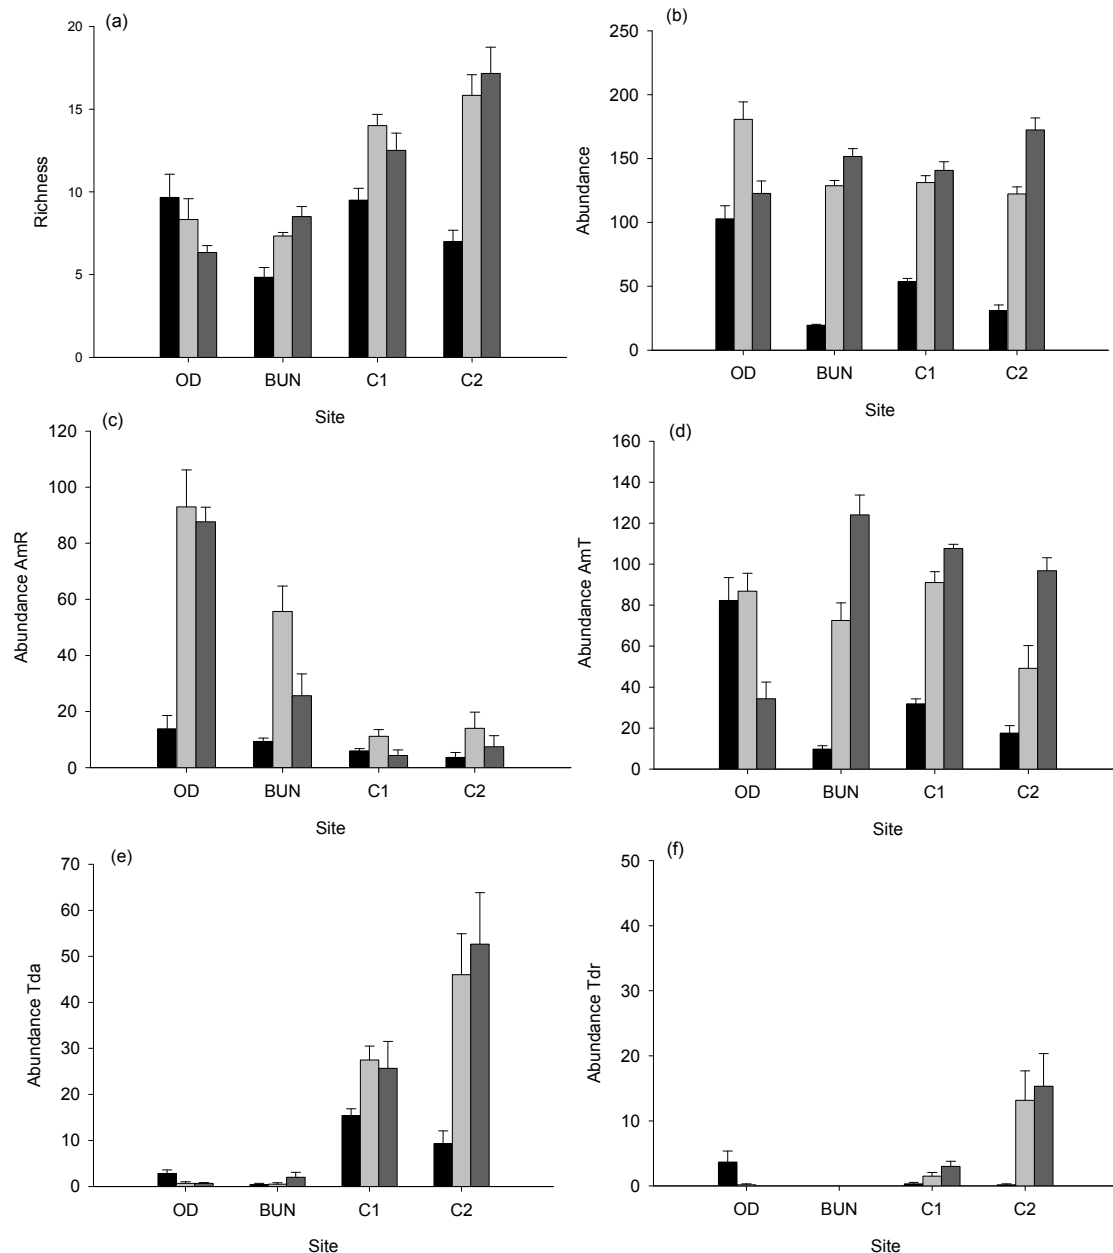 (a)
Richness
20
15
10
5
0
OD BUN C1 C2
Site
(b)
Abundance
250
200
150
100
50
0
OD BUN C1 C2
Site
(c)
Abundance AmR
120
100
80
60
40
20
0
OD BUN C1 C2
Site
(d)
Abundance AmT
160
140
120
100
80
60
40
20
0
OD BUN C1 C2
Site
(e)
Abundance Tda
70
60
50
40
30
20
10
0
OD BUN C1 C2
Site
(f)
Abundance Tdr
50
40
30
20
10
0
OD BUN C1 C2
Site